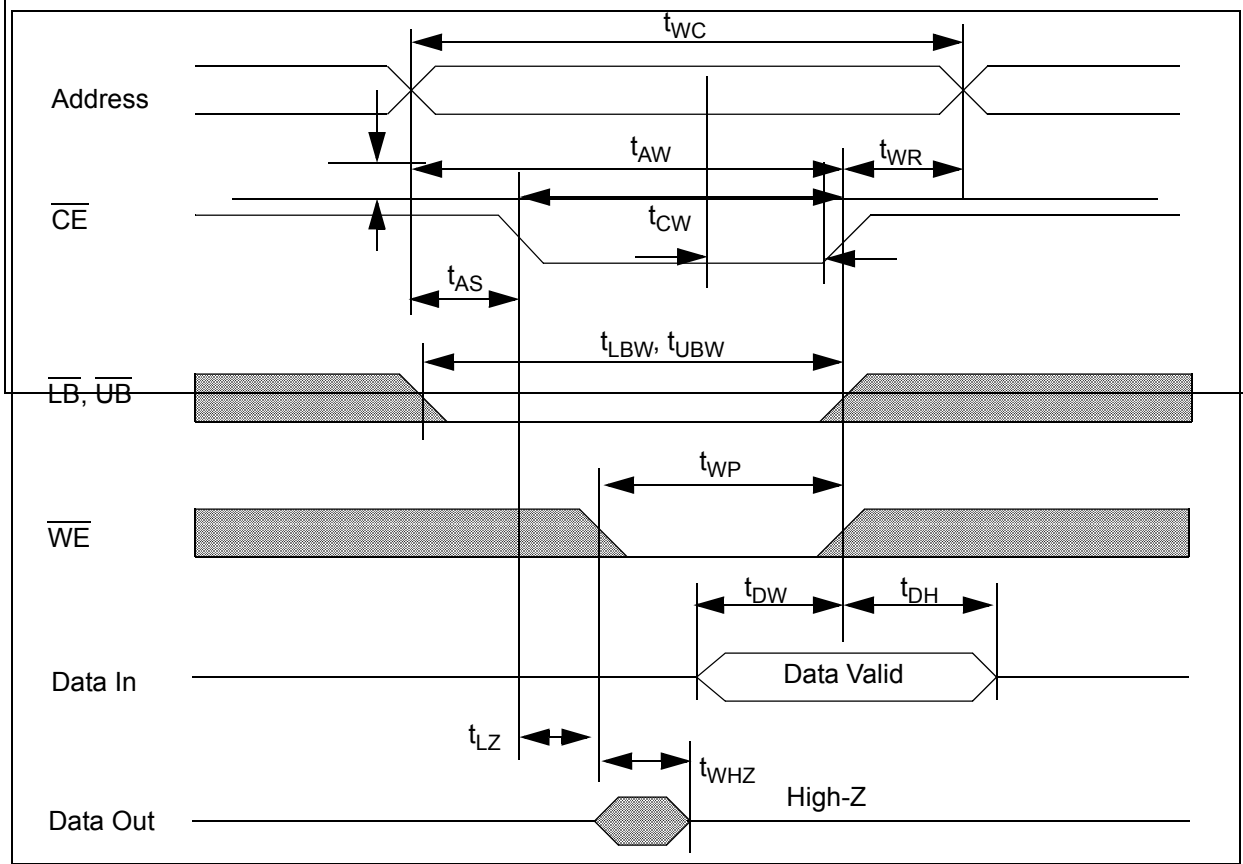 tWC
Address
tAW
tWR
CE
tCW
tAS
tLBW, tUBW
LB, UB
tWP
WE
tDW
tDH
Data In
Data Valid
tLZ
tWHZ
High-Z
Data Out